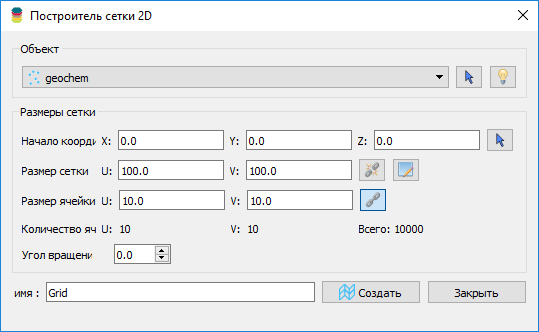 Построитель сетки 2D
Объект
geochem
Размеры сетки
Начало коорди X: 0.0 Y: 0.0 Z: 0.0
Размер сетки U: 100.0 V: 100.0
Размер ячейки U: 10.0 V: 10.0
Количество яч U: 10 V: 10 Всего: 10000
Угол вращени 0.0
имя : Grid Создать Закрыть